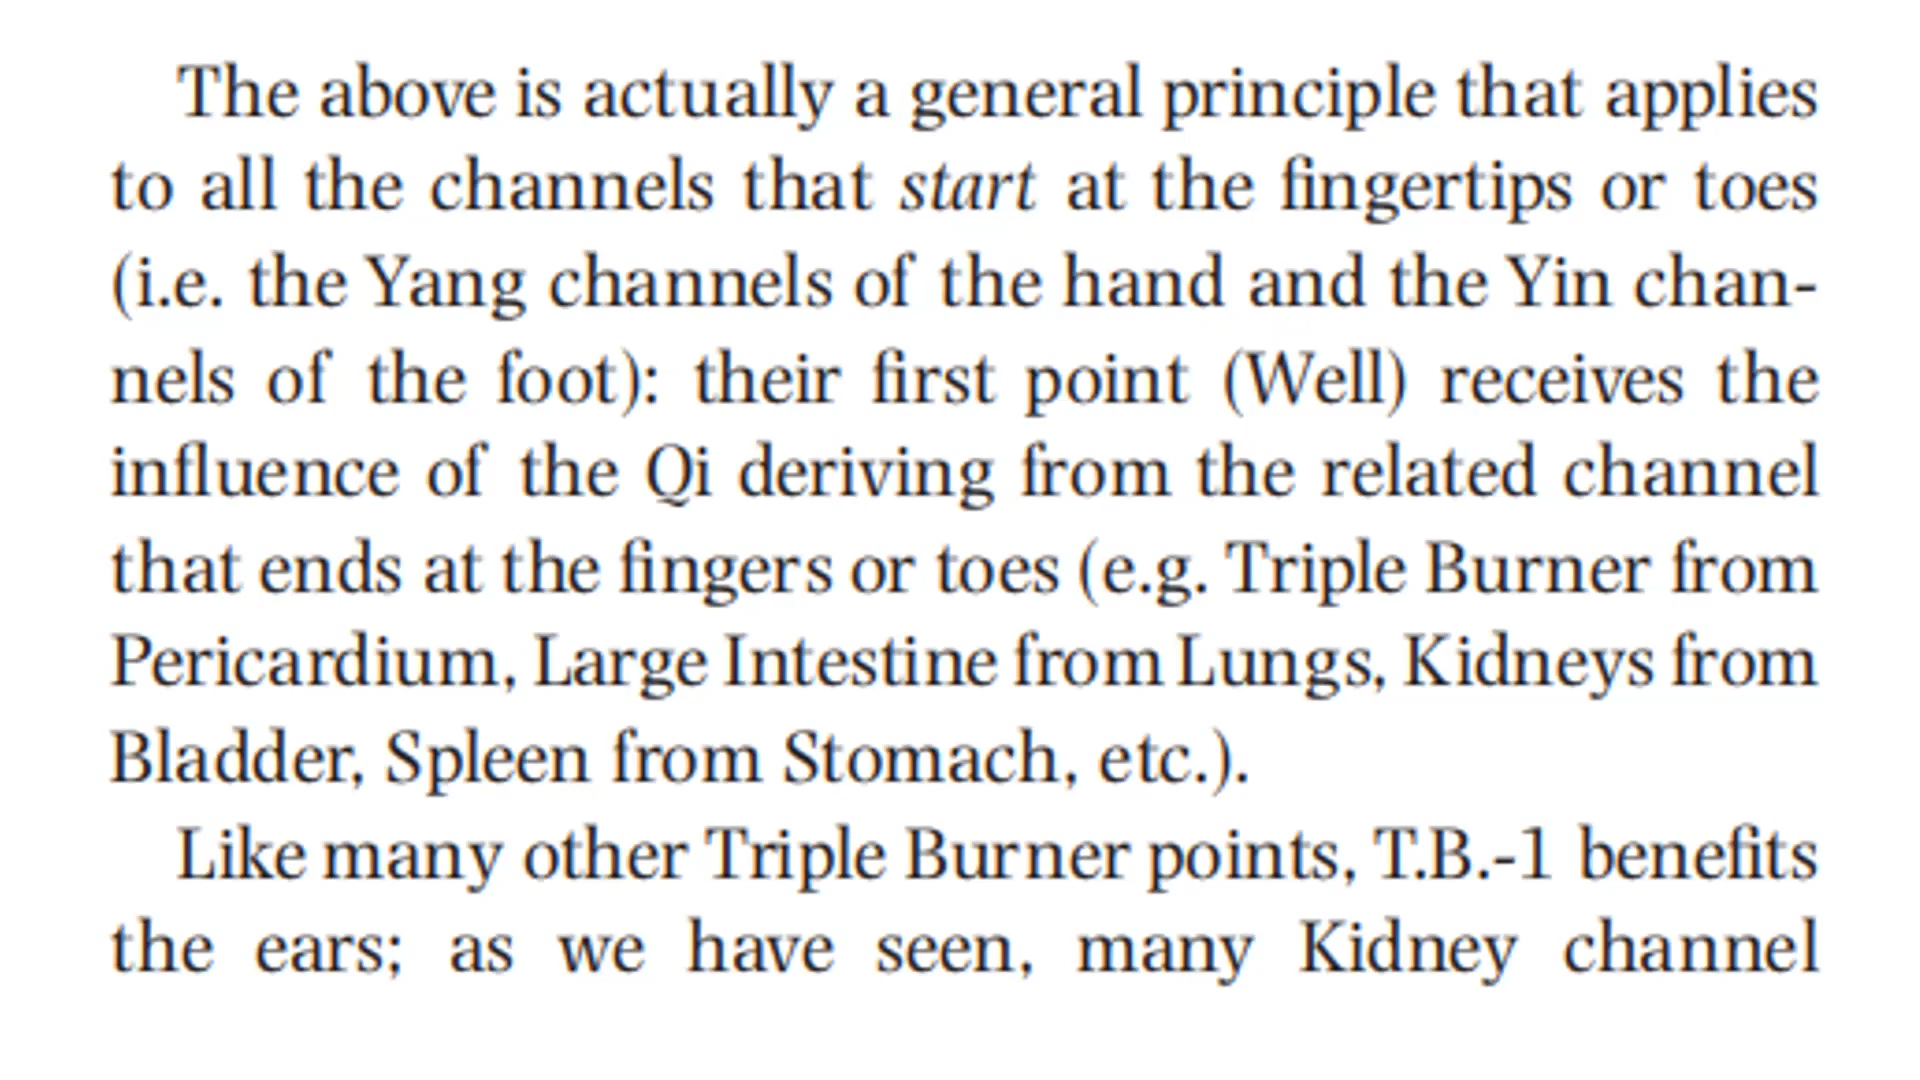 The above is actually a general principle that applies
to all the channels that start at the fingertips or toes
(i.e. the Yang channels of the hand and the Yin chan-
nels of the foot): their first point (Well) receives the
influence of the Qi deriving from the related channel
that ends at the fingers or toes (e.g. Triple Burner from
Pericardium, Large Intestine from Lungs, Kidneys from
Bladder, Spleen from Stomach, etc.).
Like many other Triple Burner points, T.B.-1 benefits
the ears; as we have seen, many Kidney channel